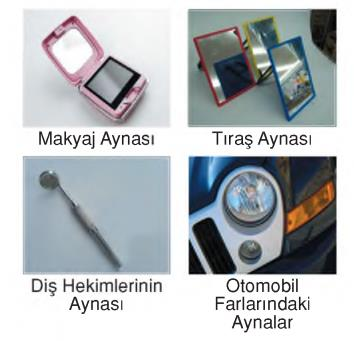 Makyaj Aynası
Tıraş Aynası
Diş Hekimlerinin
Aynası
Otomobil
Farlarındaki
Aynalar